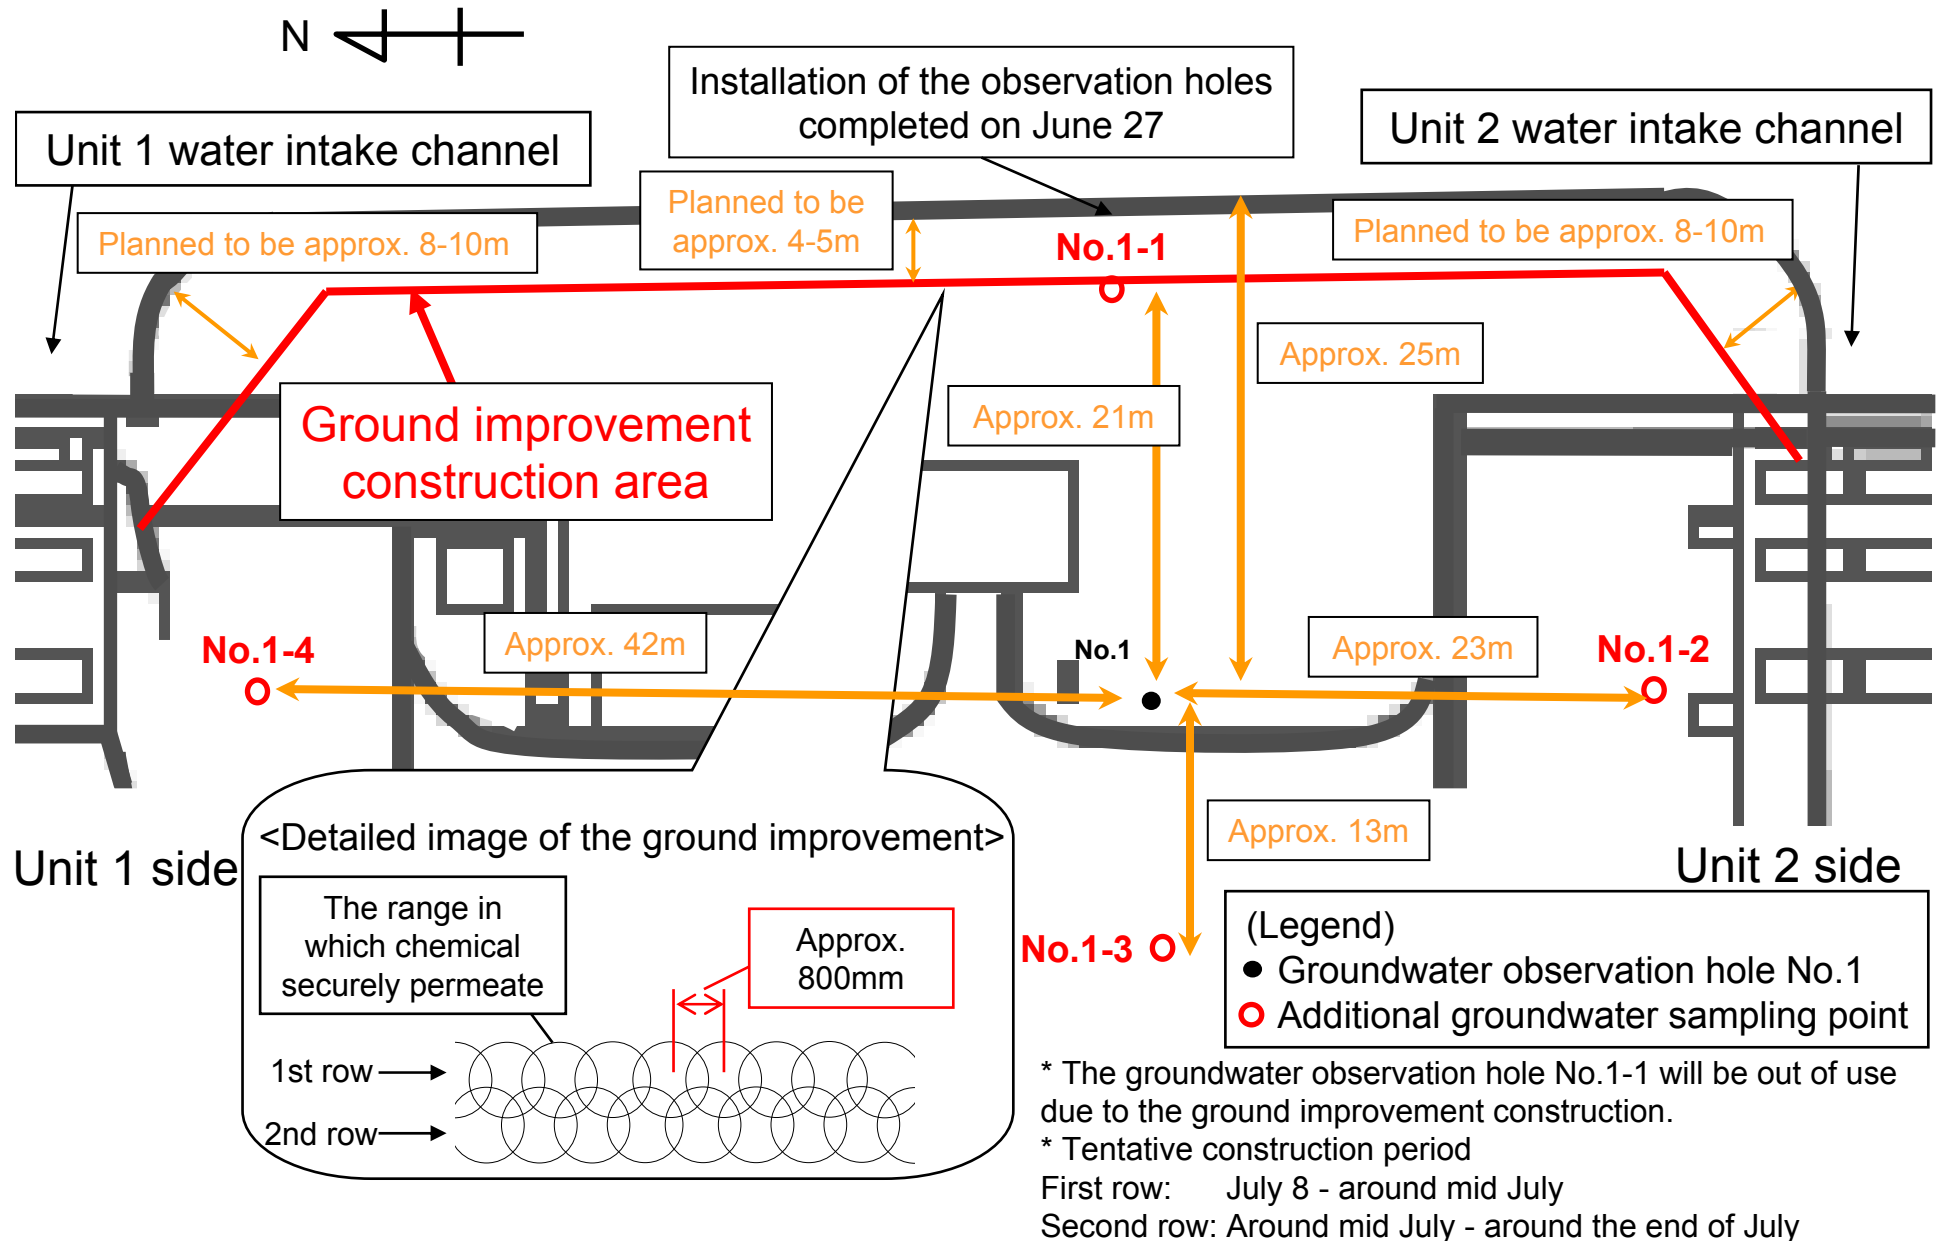 N
Installation of the observation holes
completed on June 27
Unit 1 water intake channel
Unit 2 water intake channel
Planned to be approx. 8-10m
Planned to be
approx. 4-5m
No.1-1
Planned to be approx. 8-10m
Approx. 25m
Approx. 21m
Ground improvement
construction area
No.1-4
Approx. 42m
No.1
Approx. 23m
No.1-2
Approx. 13m
Unit 1 side
Unit 2 side
<Detailed image of the ground improvement>
The range in
which chemical
securely permeate
Approx.
800mm
1st row
2nd row
No.1-3
(Legend)
Groundwater observation hole No.1
Additional groundwater sampling point
* The groundwater observation hole No.1-1 will be out of use
due to the ground improvement construction.
* Tentative construction period
First row: July 8 - around mid July
Second row: Around mid July - around the end of July